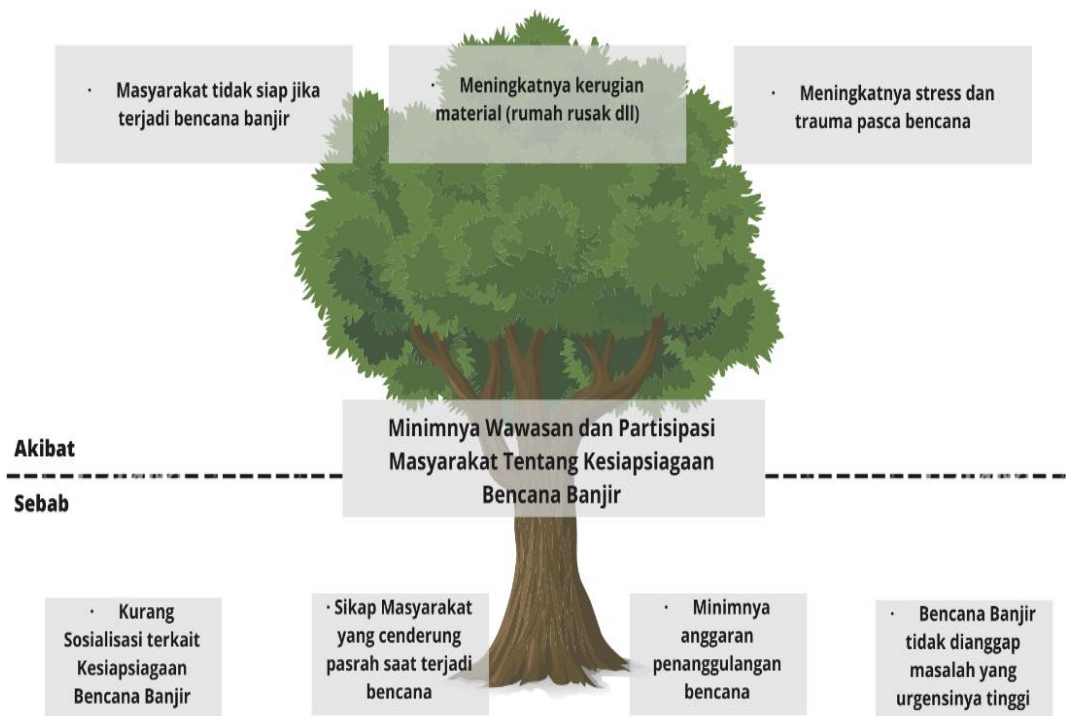 · Masyarakat tidak siap jika
terjadi bencana banjir
· Meningkatnya kerugian
material (rumah rusak dll)
· Meningkatnya stress dan
trauma pasca bencana
Minimnya Wawasan dan Partisipasi
Masyarakat Tentang Kesiapsiagaan
Bencana Banjir
Akibat
Sebab
· Kurang
Sosialisasi terkait
Kesiapsiagaan
Bencana Banjir
· Sikap Masyarakat
yang cenderung
pasrah saat terjadi
bencana
· Minimnya
anggaran
penanggulangan
bencana
· Bencana Banjir
tidak dianggap
masalah yang
urgensinya tinggi